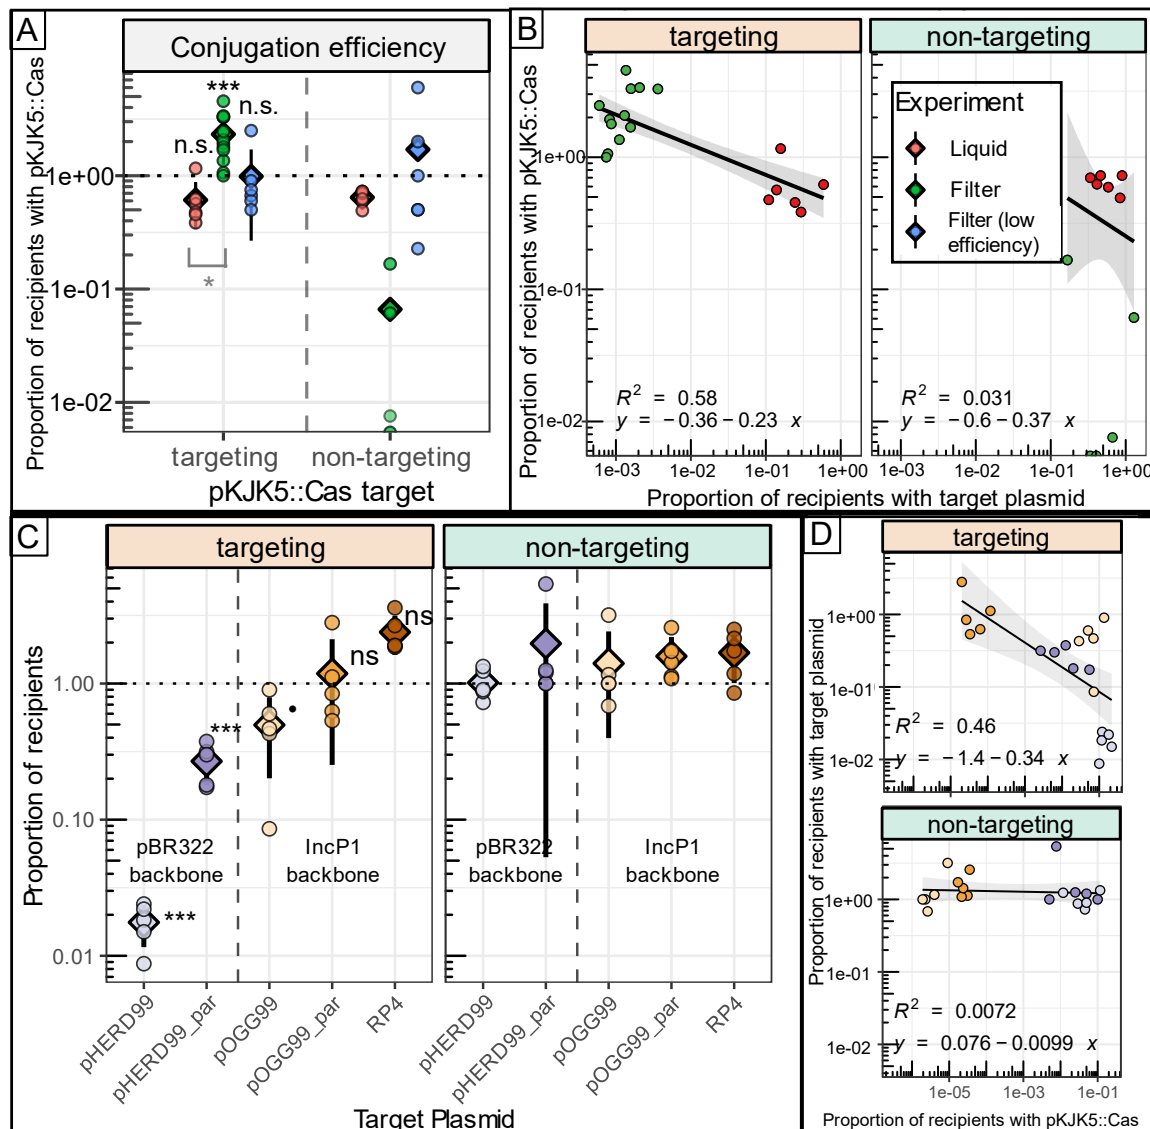 A
Conjugation efficiency
Proportion of recipients with pKJK5::Cas
1e+00
1e-01
1e-02
n.s.
***
n.s.
*
targeting
non-targeting
pKJK5::Cas target
B
targeting
non-targeting
Proportion of recipients with pKJK5::Cas
1e+00
1e-01
1e-02
Experiment
Liquid
Filter
Filter (low
efficiency)
R² = 0.58
y = −0.36 − 0.23 x
R² = 0.031
y = −0.6 − 0.37 x
1e-03
1e-01
1e+00
1e-03
1e-01
1e+00
Proportion of recipients with target plasmid
C
targeting
non-targeting
Proportion of recipients
1.00
0.10
0.01
***
***
•
ns
ns
pBR322
backbone
IncP1
backbone
pBR322
backbone
IncP1
backbone
pHERD99
pHERD99_par
pOGG99
pOGG99_par
RP4
pHERD99
pHERD99_par
pOGG99
pOGG99_par
RP4
Target Plasmid
D
targeting
Proportion of recipients with target plasmid
1e+00
1e-01
1e-02
R² = 0.46
y = −1.4 − 0.34 x
non-targeting
1e+00
1e-01
1e-02
R² = 0.0072
y = 0.076 − 0.0099 x
1e-05
1e-03
1e-01
Proportion of recipients with pKJK5::Cas